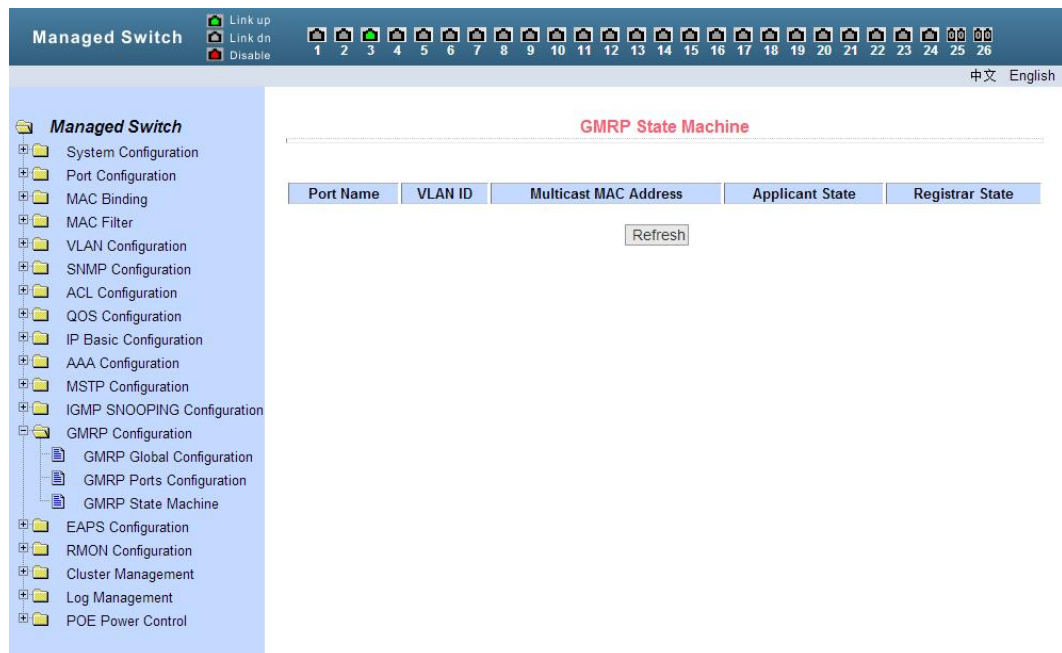 Managed Switch
Link up
Link dn
Disable
1 2 3 4 5 6 7 8 9 10 11 12 13 14 15 16 17 18 19 20 21 22 23 24 25 26
中文 English
Managed Switch
System Configuration
Port Configuration
MAC Binding
MAC Filter
VLAN Configuration
SNMP Configuration
ACL Configuration
QOS Configuration
IP Basic Configuration
AAA Configuration
MSTP Configuration
IGMP SNOOPING Configuration
GMRP Configuration
GMRP Global Configuration
GMRP Ports Configuration
GMRP State Machine
EAPS Configuration
RMON Configuration
Cluster Management
Log Management
POE Power Control
GMRP State Machine
Port Name VLAN ID Multicast MAC Address Applicant State Registrar State
Refresh